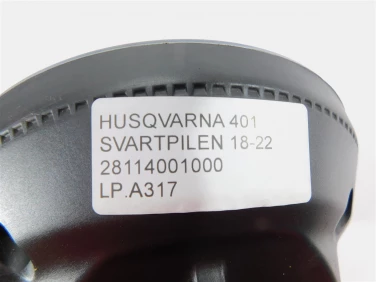 HUSQVARNA 401
SVARTPILEN 18-22
28114001000
LP.A317